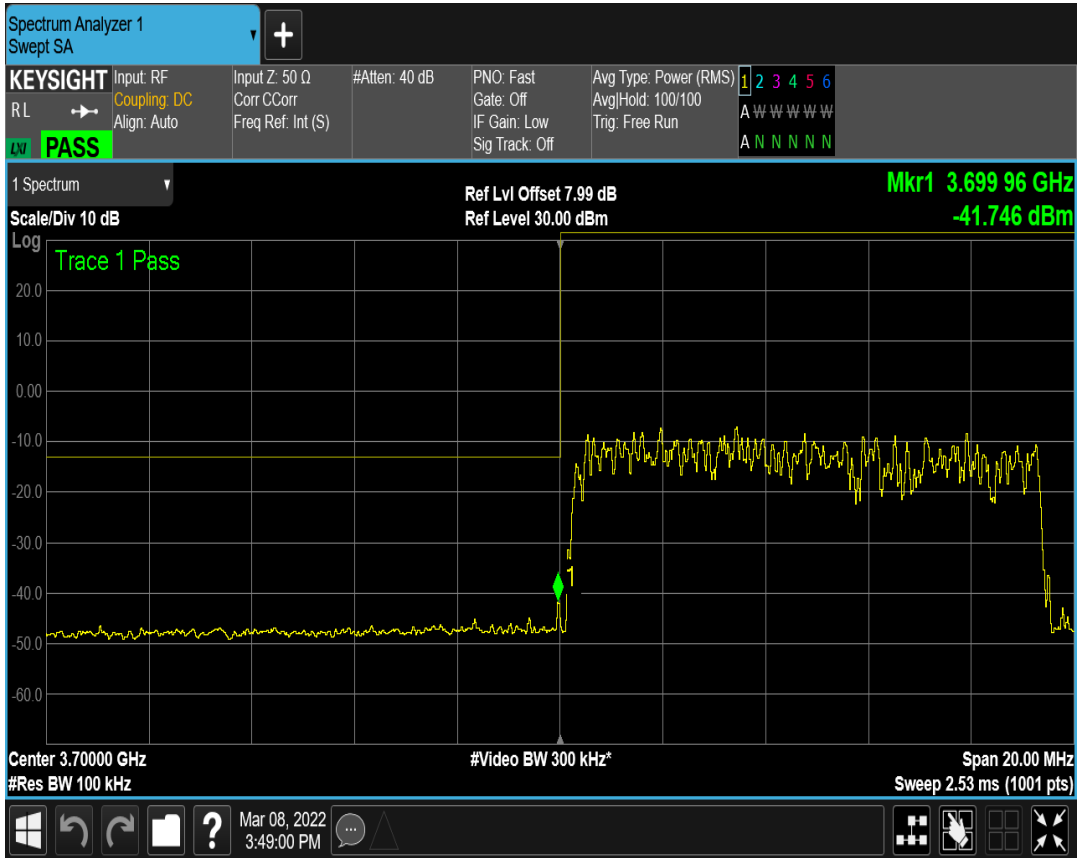 Spectrum Analyzer 1
Swept SA
+
KEYSIGHT
R L
LXI
PASS
Input: RF
Coupling: DC
Align: Auto
Input Z: 50 Ω
Corr CCorr
Freq Ref: Int (S)
#Atten: 40 dB
PNO: Fast
Gate: Off
IF Gain: Low
Sig Track: Off
Avg Type: Power (RMS)
Avg|Hold: 100/100
Trig: Free Run
1 2 3 4 5 6
A W W W W W
A N N N N N
1 Spectrum
Scale/Div 10 dB
Ref Lvl Offset 7.99 dB
Ref Level 30.00 dBm
Mkr1 3.699 96 GHz
-41.746 dBm
Log
Trace 1 Pass
20.0
10.0
0.00
-10.0
-20.0
-30.0
1
-40.0
-50.0
-60.0
Center 3.70000 GHz
#Res BW 100 kHz
#Video BW 300 kHz*
Span 20.00 MHz
Sweep 2.53 ms (1001 pts)
?
Mar 08, 2022
3:49:00 PM